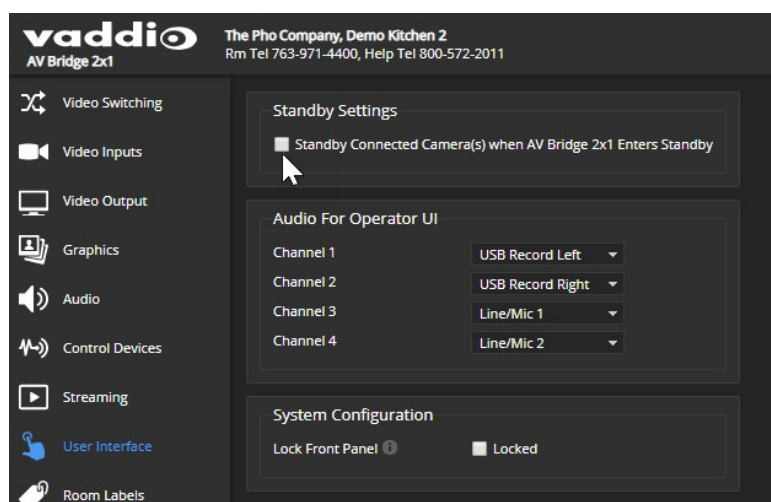 vaddio
AV Bridge 2x1
The Pho Company, Demo Kitchen 2
Rm Tel 763-971-4400, Help Tel 800-572-2011
Video Switching
Video Inputs
Video Output
Graphics
Audio
Control Devices
Streaming
User Interface
Room Labels
Standby Settings
Standby Connected Camera(s) when AV Bridge 2x1 Enters Standby
Audio For Operator UI
Channel 1 USB Record Left
Channel 2 USB Record Right
Channel 3 Line/Mic 1
Channel 4 Line/Mic 2
System Configuration
Lock Front Panel Locked